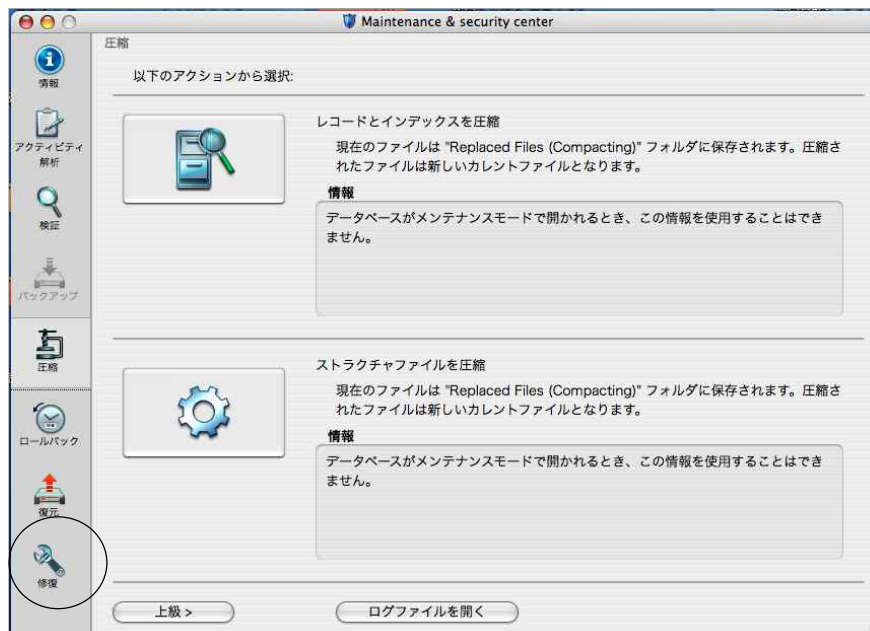 Maintenance & security center
情報
アクティビティ
解析
検証
バックアップ
圧縮
ロールバック
復元
修復
圧縮
以下のアクションから選択:
レコードとインデックスを圧縮
現在のファイルは "Replaced Files (Compacting)" フォルダに保存されます。圧縮さ
れたファイルは新しいカレントファイルとなります。
情報
データベースがメンテナンスモードで開かれるとき、この情報を使用することはでき
ません。
ストラクチャファイルを圧縮
現在のファイルは "Replaced Files (Compacting)" フォルダに保存されます。圧縮さ
れたファイルは新しいカレントファイルとなります。
情報
データベースがメンテナンスモードで開かれるとき、この情報を使用することはでき
ません。
上級 >
ログファイルを開く